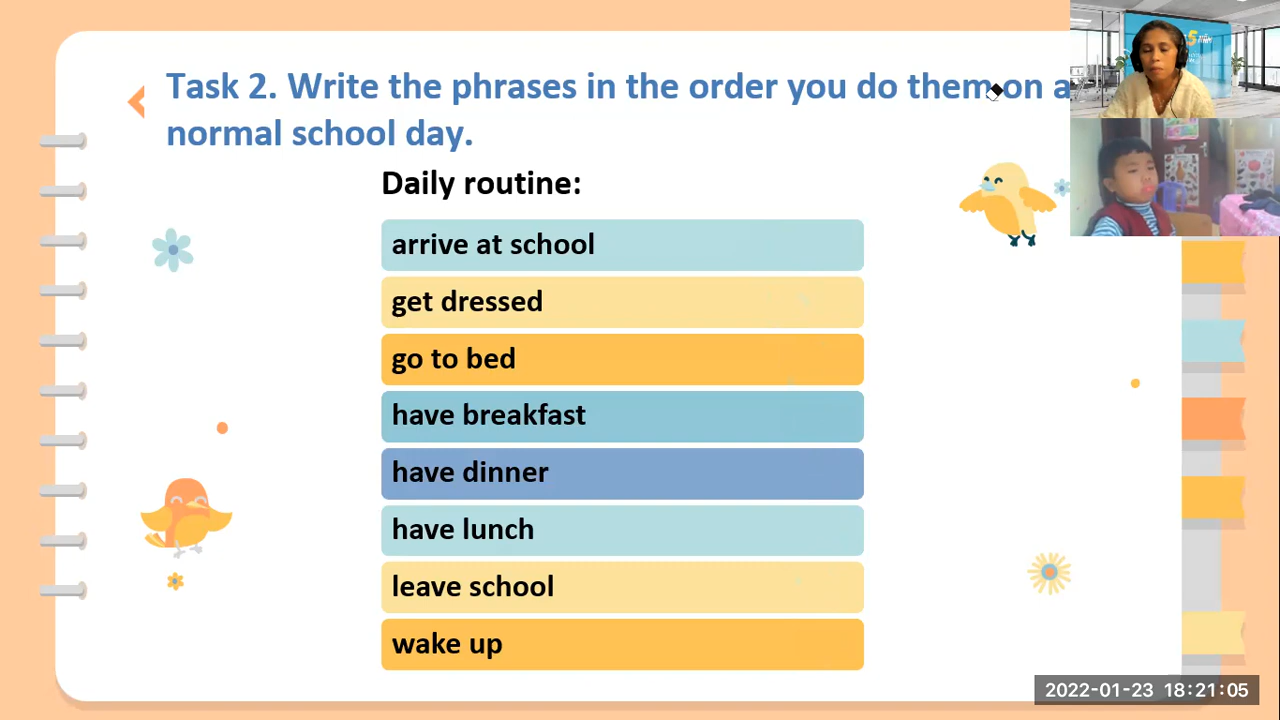 Task 2. Write the phrases in the order you do them on a
normal school day.
Daily routine:
arrive at school
get dressed
go to bed
have breakfast
have dinner
have lunch
leave school
wake up
2022-01-23 18:21:05